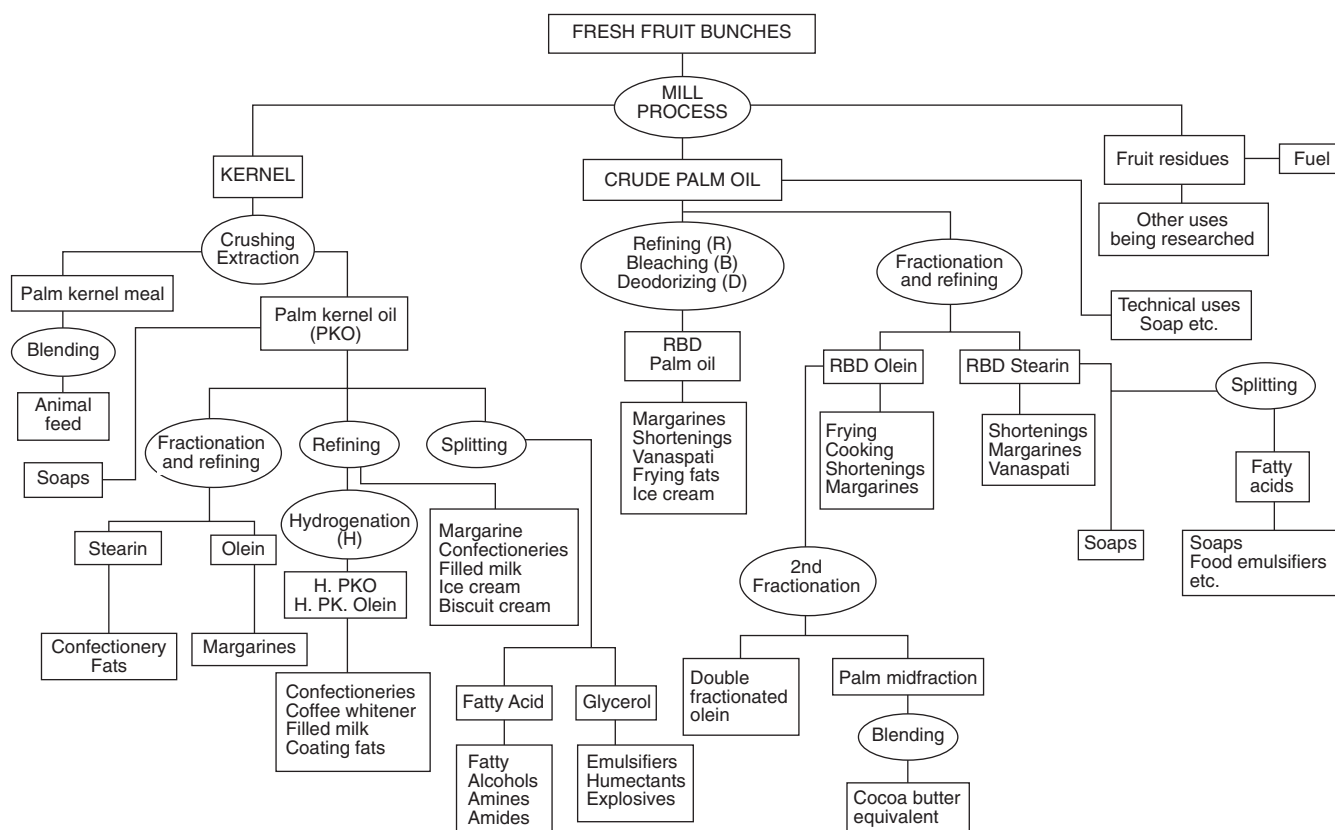 FRESH FRUIT BUNCHES
MILL
PROCESS
KERNEL
CRUDE PALM OIL
Fruit residues
Fuel
Other uses
being researched
Crushing
Extraction
Refining (R)
Bleaching (B)
Deodorizing (D)
Fractionation
and refining
Technical uses
Soap etc.
Palm kernel meal
Palm kernel oil
(PKO)
Blending
Animal
feed
RBD
Palm oil
RBD Olein
RBD Stearin
Splitting
Fractionation
and refining
Refining
Splitting
Soaps
Margarines
Shortenings
Vanaspati
Frying fats
Ice cream
Frying
Cooking
Shortenings
Margarines
Shortenings
Margarines
Vanaspati
Fatty
acids
Stearin
Olein
Hydrogenation
(H)
Margarine
Confectioneries
Filled milk
Ice cream
Biscuit cream
Soaps
Soaps
Food emulsifiers
etc.
H. PKO
H. PK. Olein
2nd
Fractionation
Confectionery
Fats
Margarines
Confectioneries
Coffee whitener
Filled milk
Coating fats
Fatty Acid
Glycerol
Double
fractionated
olein
Palm midfraction
Fatty
Alcohols
Amines
Amides
Emulsifiers
Humectants
Explosives
Blending
Cocoa butter
equivalent